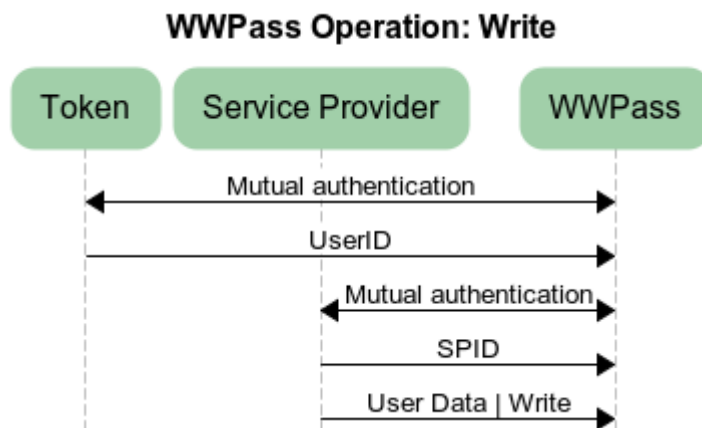 WWPass Operation: Write
Token
Service Provider
WWPass
Mutual authentication
UserID
Mutual authentication
SPID
User Data | Write